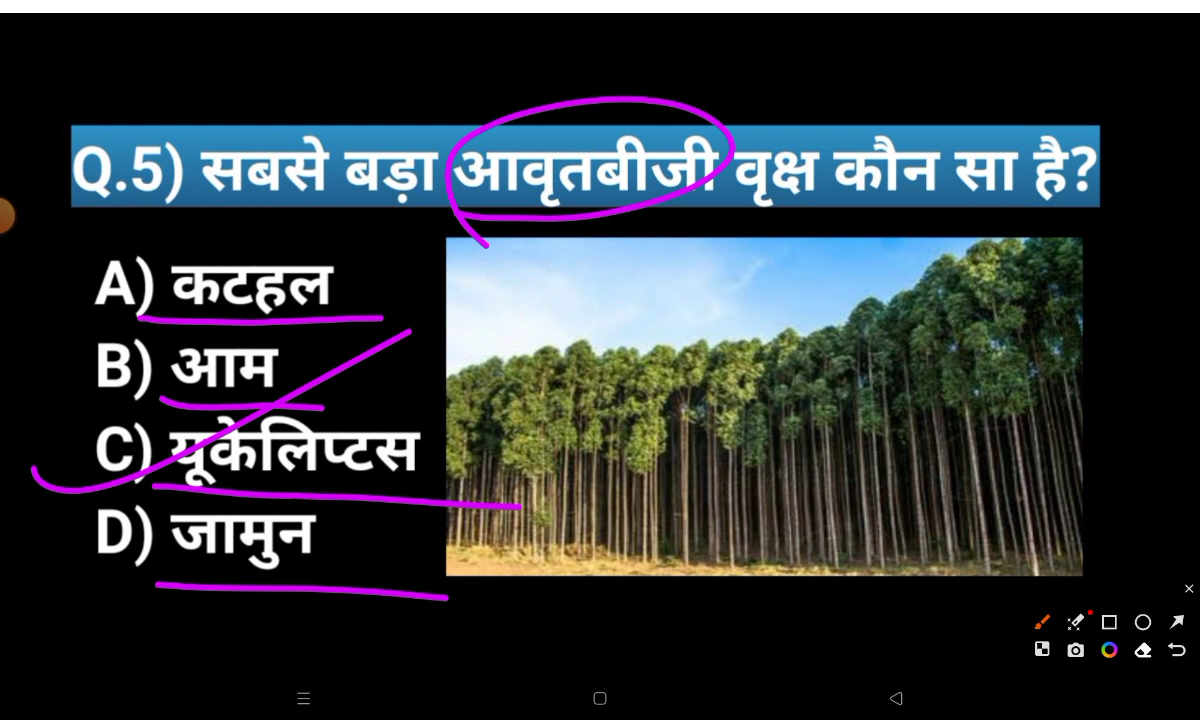 Q.5) सबसे बड़ा आवृतबीजी वृक्ष कौन सा है?
A) कटहल
B) आम
C) यूकेलिप्टस
D) जामुन